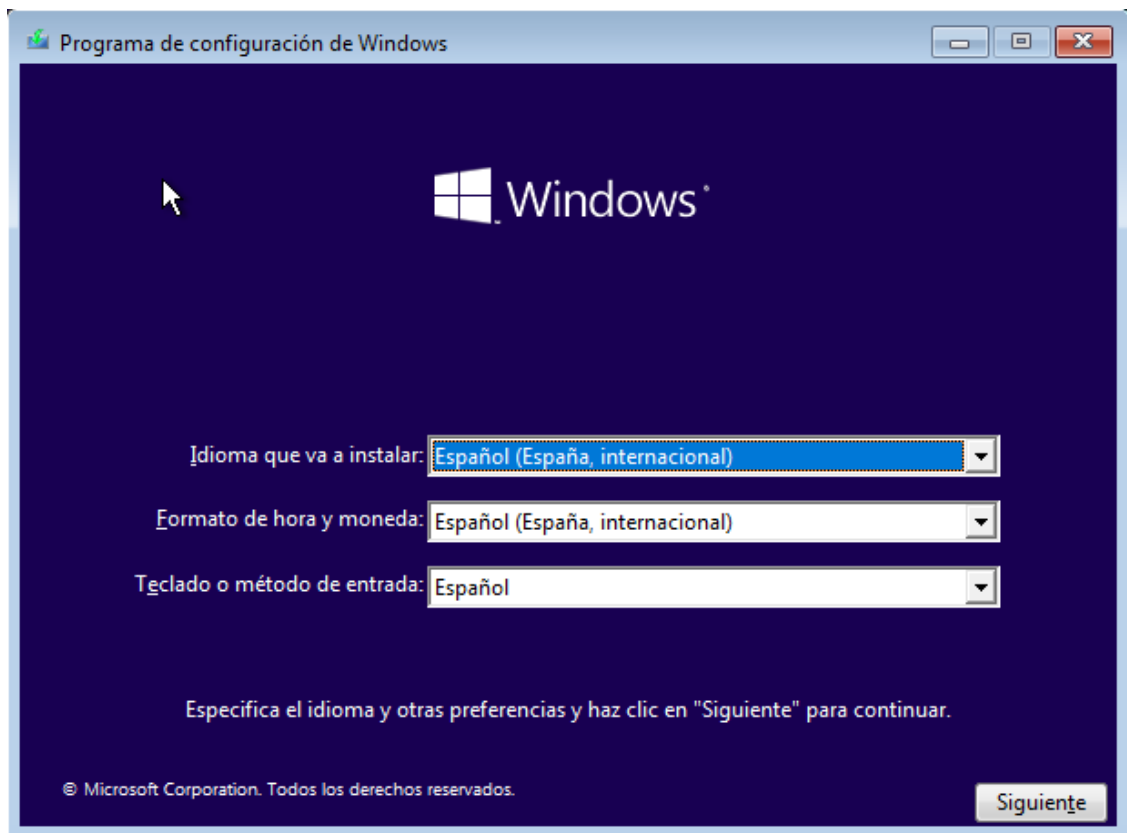 Programa de configuración de Windows
Windows®
Idioma que va a instalar: Español (España, internacional)
Formato de hora y moneda: Español (España, internacional)
Teclado o método de entrada: Español
Especifica el idioma y otras preferencias y haz clic en "Siguiente" para continuar.
© Microsoft Corporation. Todos los derechos reservados.
Siguiente